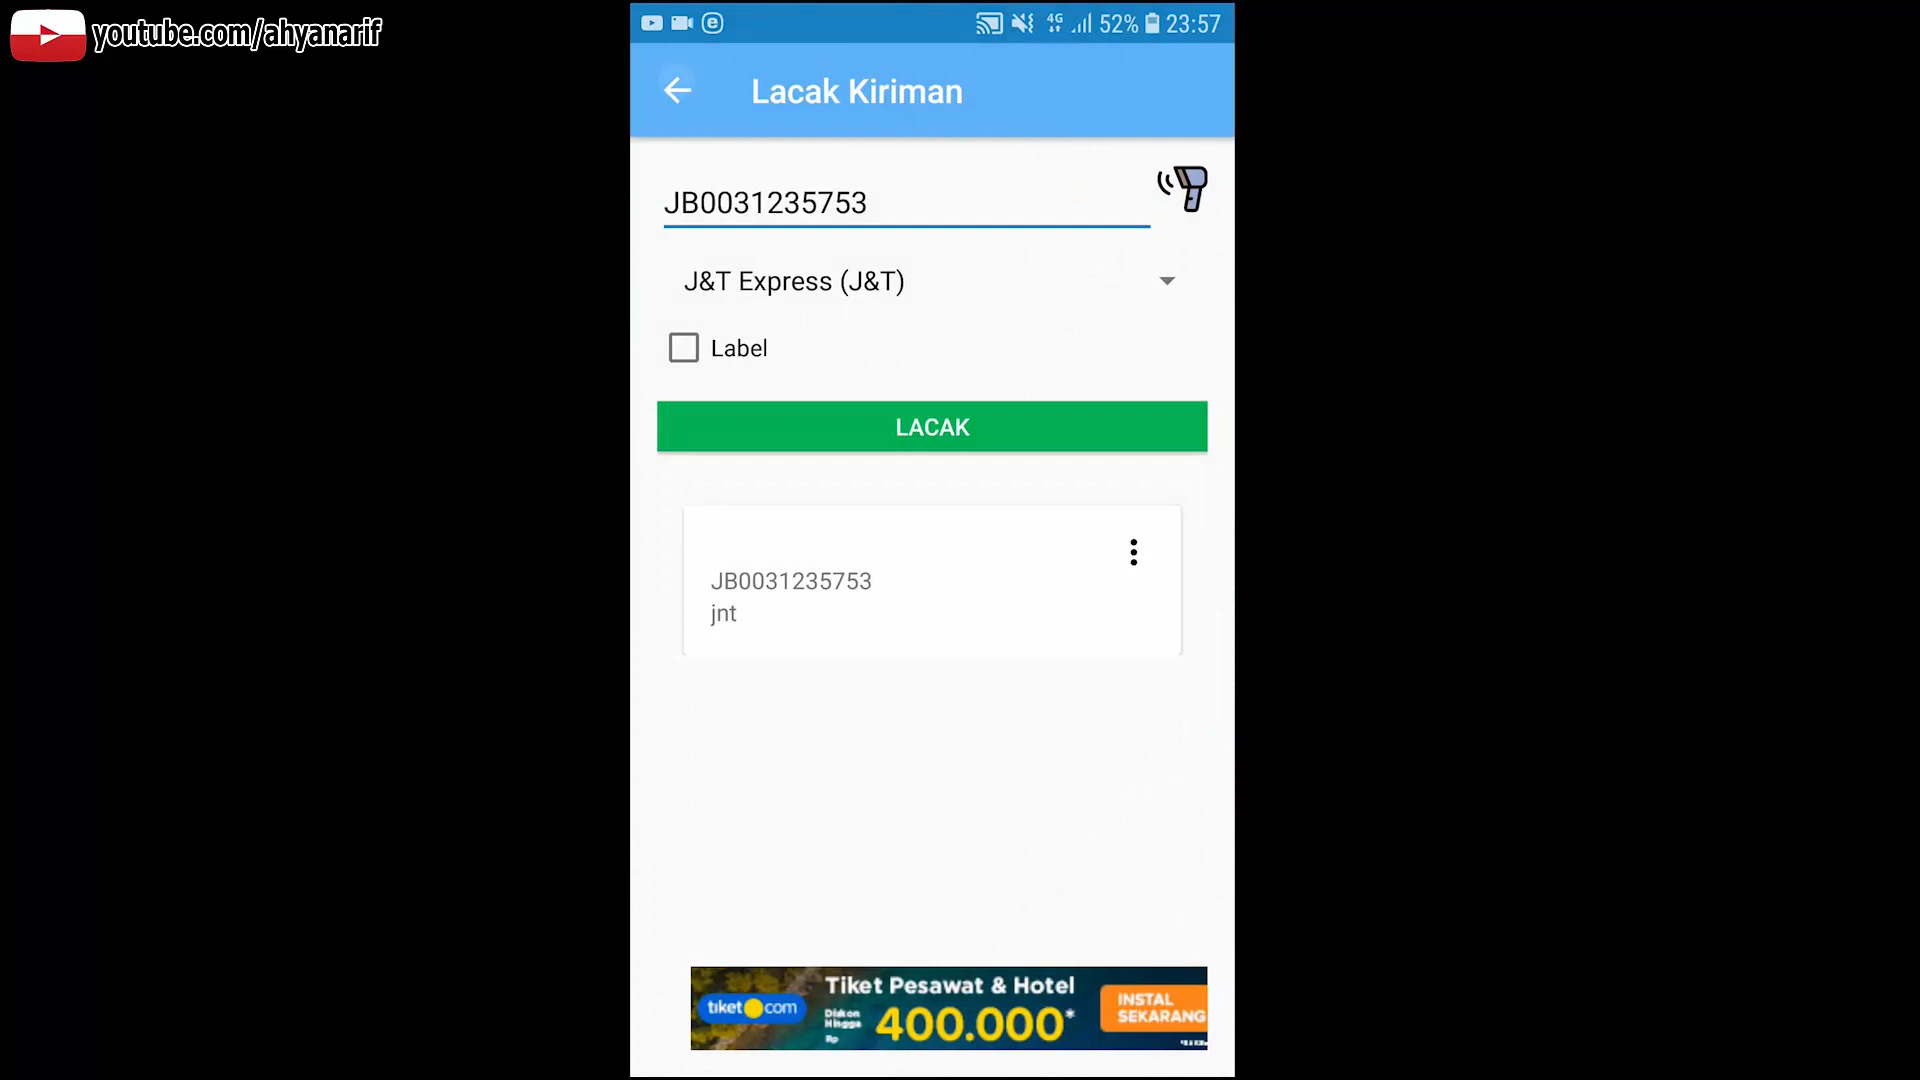 youtube.com/ahyanarif
4G 52% 23:57
Lacak Kiriman
JB0031235753
J&T Express (J&T)
Label
LACAK
JB0031235753
jnt
tiket.com
Tiket Pesawat & Hotel
Diskon
Hingga
Rp
400.000*
INSTAL
SEKARANG